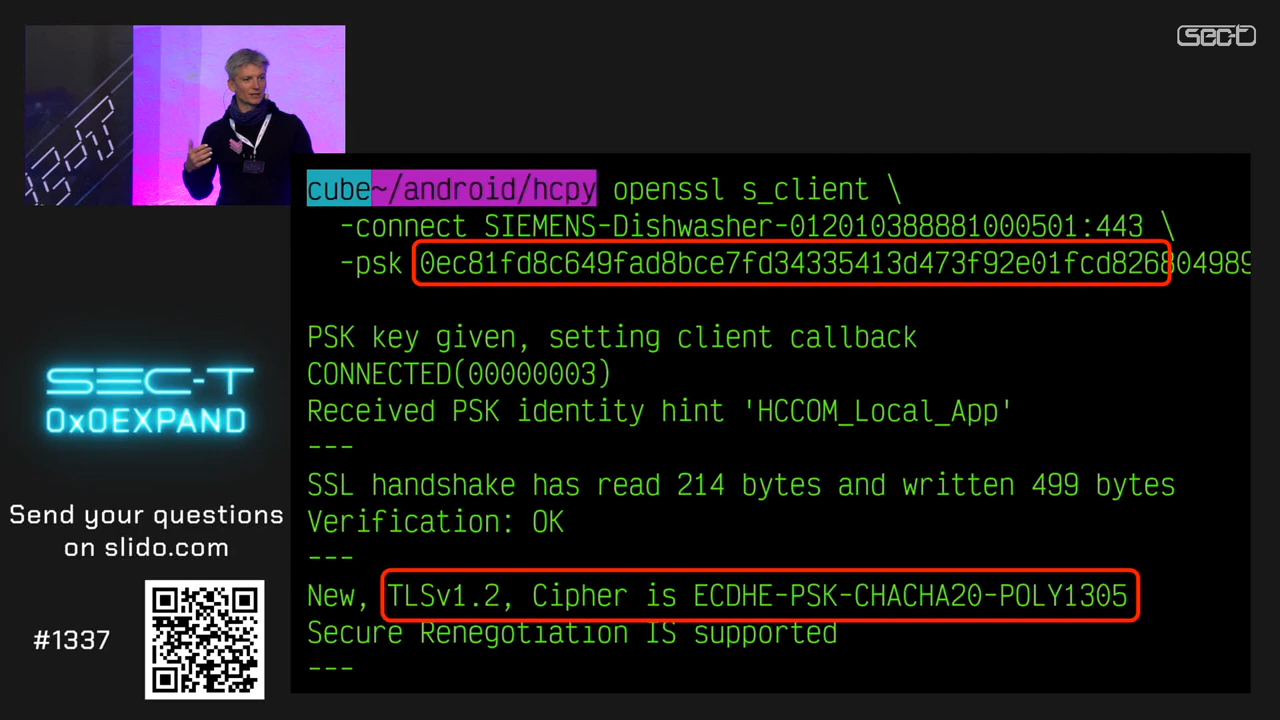 SEC-T
cube~/android/hcpy openssl s_client \
-connect SIEMENS-Dishwasher-012010388881000501:443 \
-psk 0ec81fd8c649fad8bce7fd34335413d473f92e01fcd826804989
PSK key given, setting client callback
CONNECTED(00000003)
Received PSK identity hint 'HCCOM_Local_App'
---
SSL handshake has read 214 bytes and written 499 bytes
Verification: OK
---
New, TLSv1.2, Cipher is ECDHE-PSK-CHACHA20-POLY1305
Secure Renegotiation IS supported
---
SEC-T
0x0EXPAND
Send your questions
on slido.com
#1337